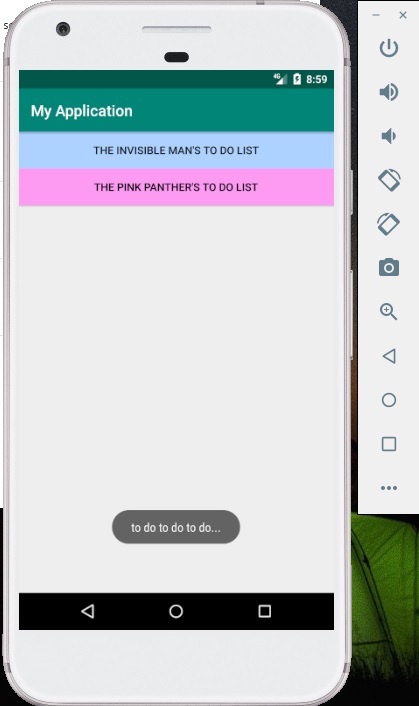 4G 8:59
My Application
THE INVISIBLE MAN'S TO DO LIST
THE PINK PANTHER'S TO DO LIST
to do to do to do...